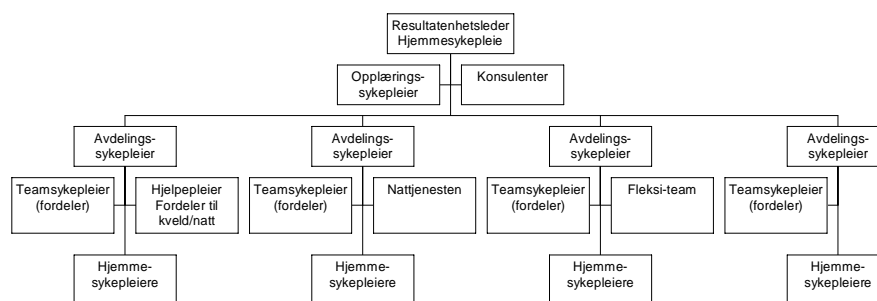 Resultatenhetsleder
Hjemmesykepleie
Opplærings-
sykepleier
Konsulenter
Avdelings-
sykepleier
Avdelings-
sykepleier
Avdelings-
sykepleier
Avdelings-
sykepleier
Teamsykepleier
(fordeler)
Hjelpepleier
Fordeler til
kveld/natt
Teamsykepleier
(fordeler)
Nattjenesten
Teamsykepleier
(fordeler)
Fleksi-team
Teamsykepleier
(fordeler)
Hjemme-
sykepleiere
Hjemme-
sykepleiere
Hjemme-
sykepleiere
Hjemme-
sykepleiere